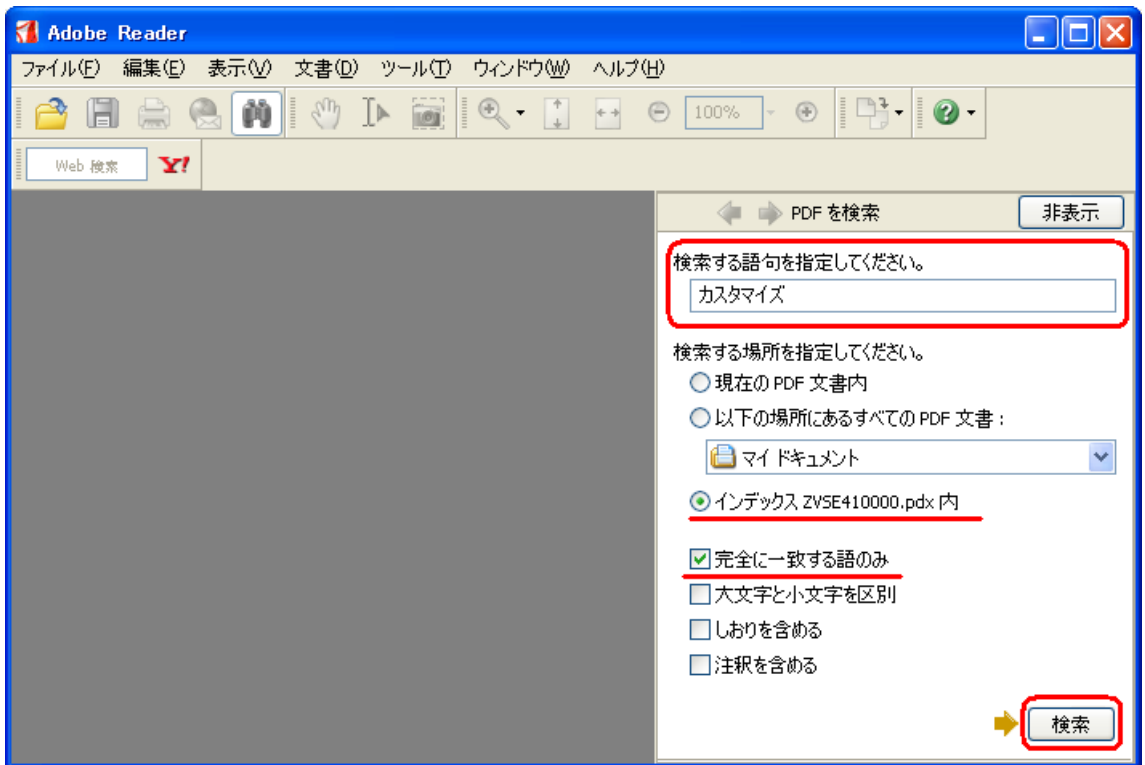 Adobe Reader
ファイル(F) 編集(E) 表示(V) 文書(D) ツール(T) ウィンドウ(W) ヘルプ(H)
100%
Web 検索 Y!
PDF を検索 非表示
検索する語句を指定してください。
カスタマイズ
検索する場所を指定してください。
現在の PDF 文書内
以下の場所にあるすべての PDF 文書:
マイ ドキュメント
インデックス ZVSE410000.pdx 内
完全に一致する語のみ
大文字と小文字を区別
しおりを含める
注釈を含める
検索